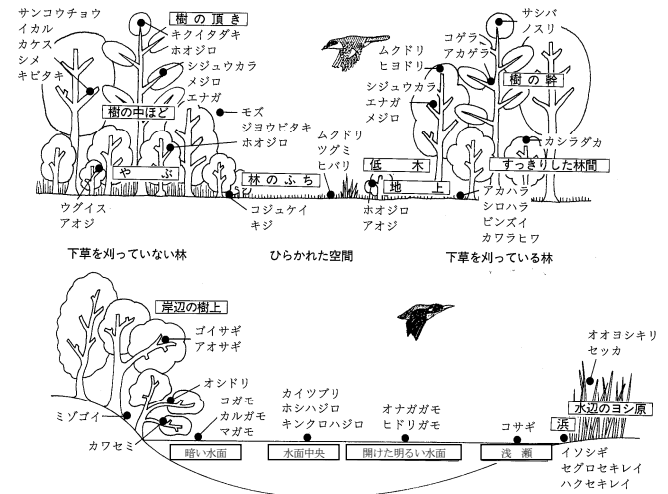 サンコウチョウ
イカル
カケス
シメ
キビタキ
樹の頂き
キクイタダキ
ホオジロ
シジュウカラ
メジロ
エナガ
樹の中ほど
モズ
ジョウビタキ
ホオジロ
やぶ
ウグイス
アオジ
林のふち
コジュケイ
キジ
ムクドリ
ツグミ
ヒバリ
ムクドリ
ヒヨドリ
シジュウカラ
エナガ
メジロ
コゲラ
アカゲラ
サシバ
ノスリ
樹の幹
カシラダカ
低木
すっきりした林間
地上
ホオジロ
アオジ
アカハラ
シロハラ
ビンズイ
カワラヒワ
下草を刈っていない林
ひらかれた空間
下草を刈っている林
岸辺の樹上
ゴイサギ
アオサギ
オシドリ
コガモ
カルガモ
マガモ
ミゾゴイ
カワセミ
暗い水面
カイツブリ
ホシハジロ
キンクロハジロ
水面中央
オナガガモ
ヒドリガモ
開けた明るい水面
コサギ
浅瀬
オオヨシキリ
セッカ
水辺のヨシ原
浜
イソシギ
セグロセキレイ
ハクセキレイ